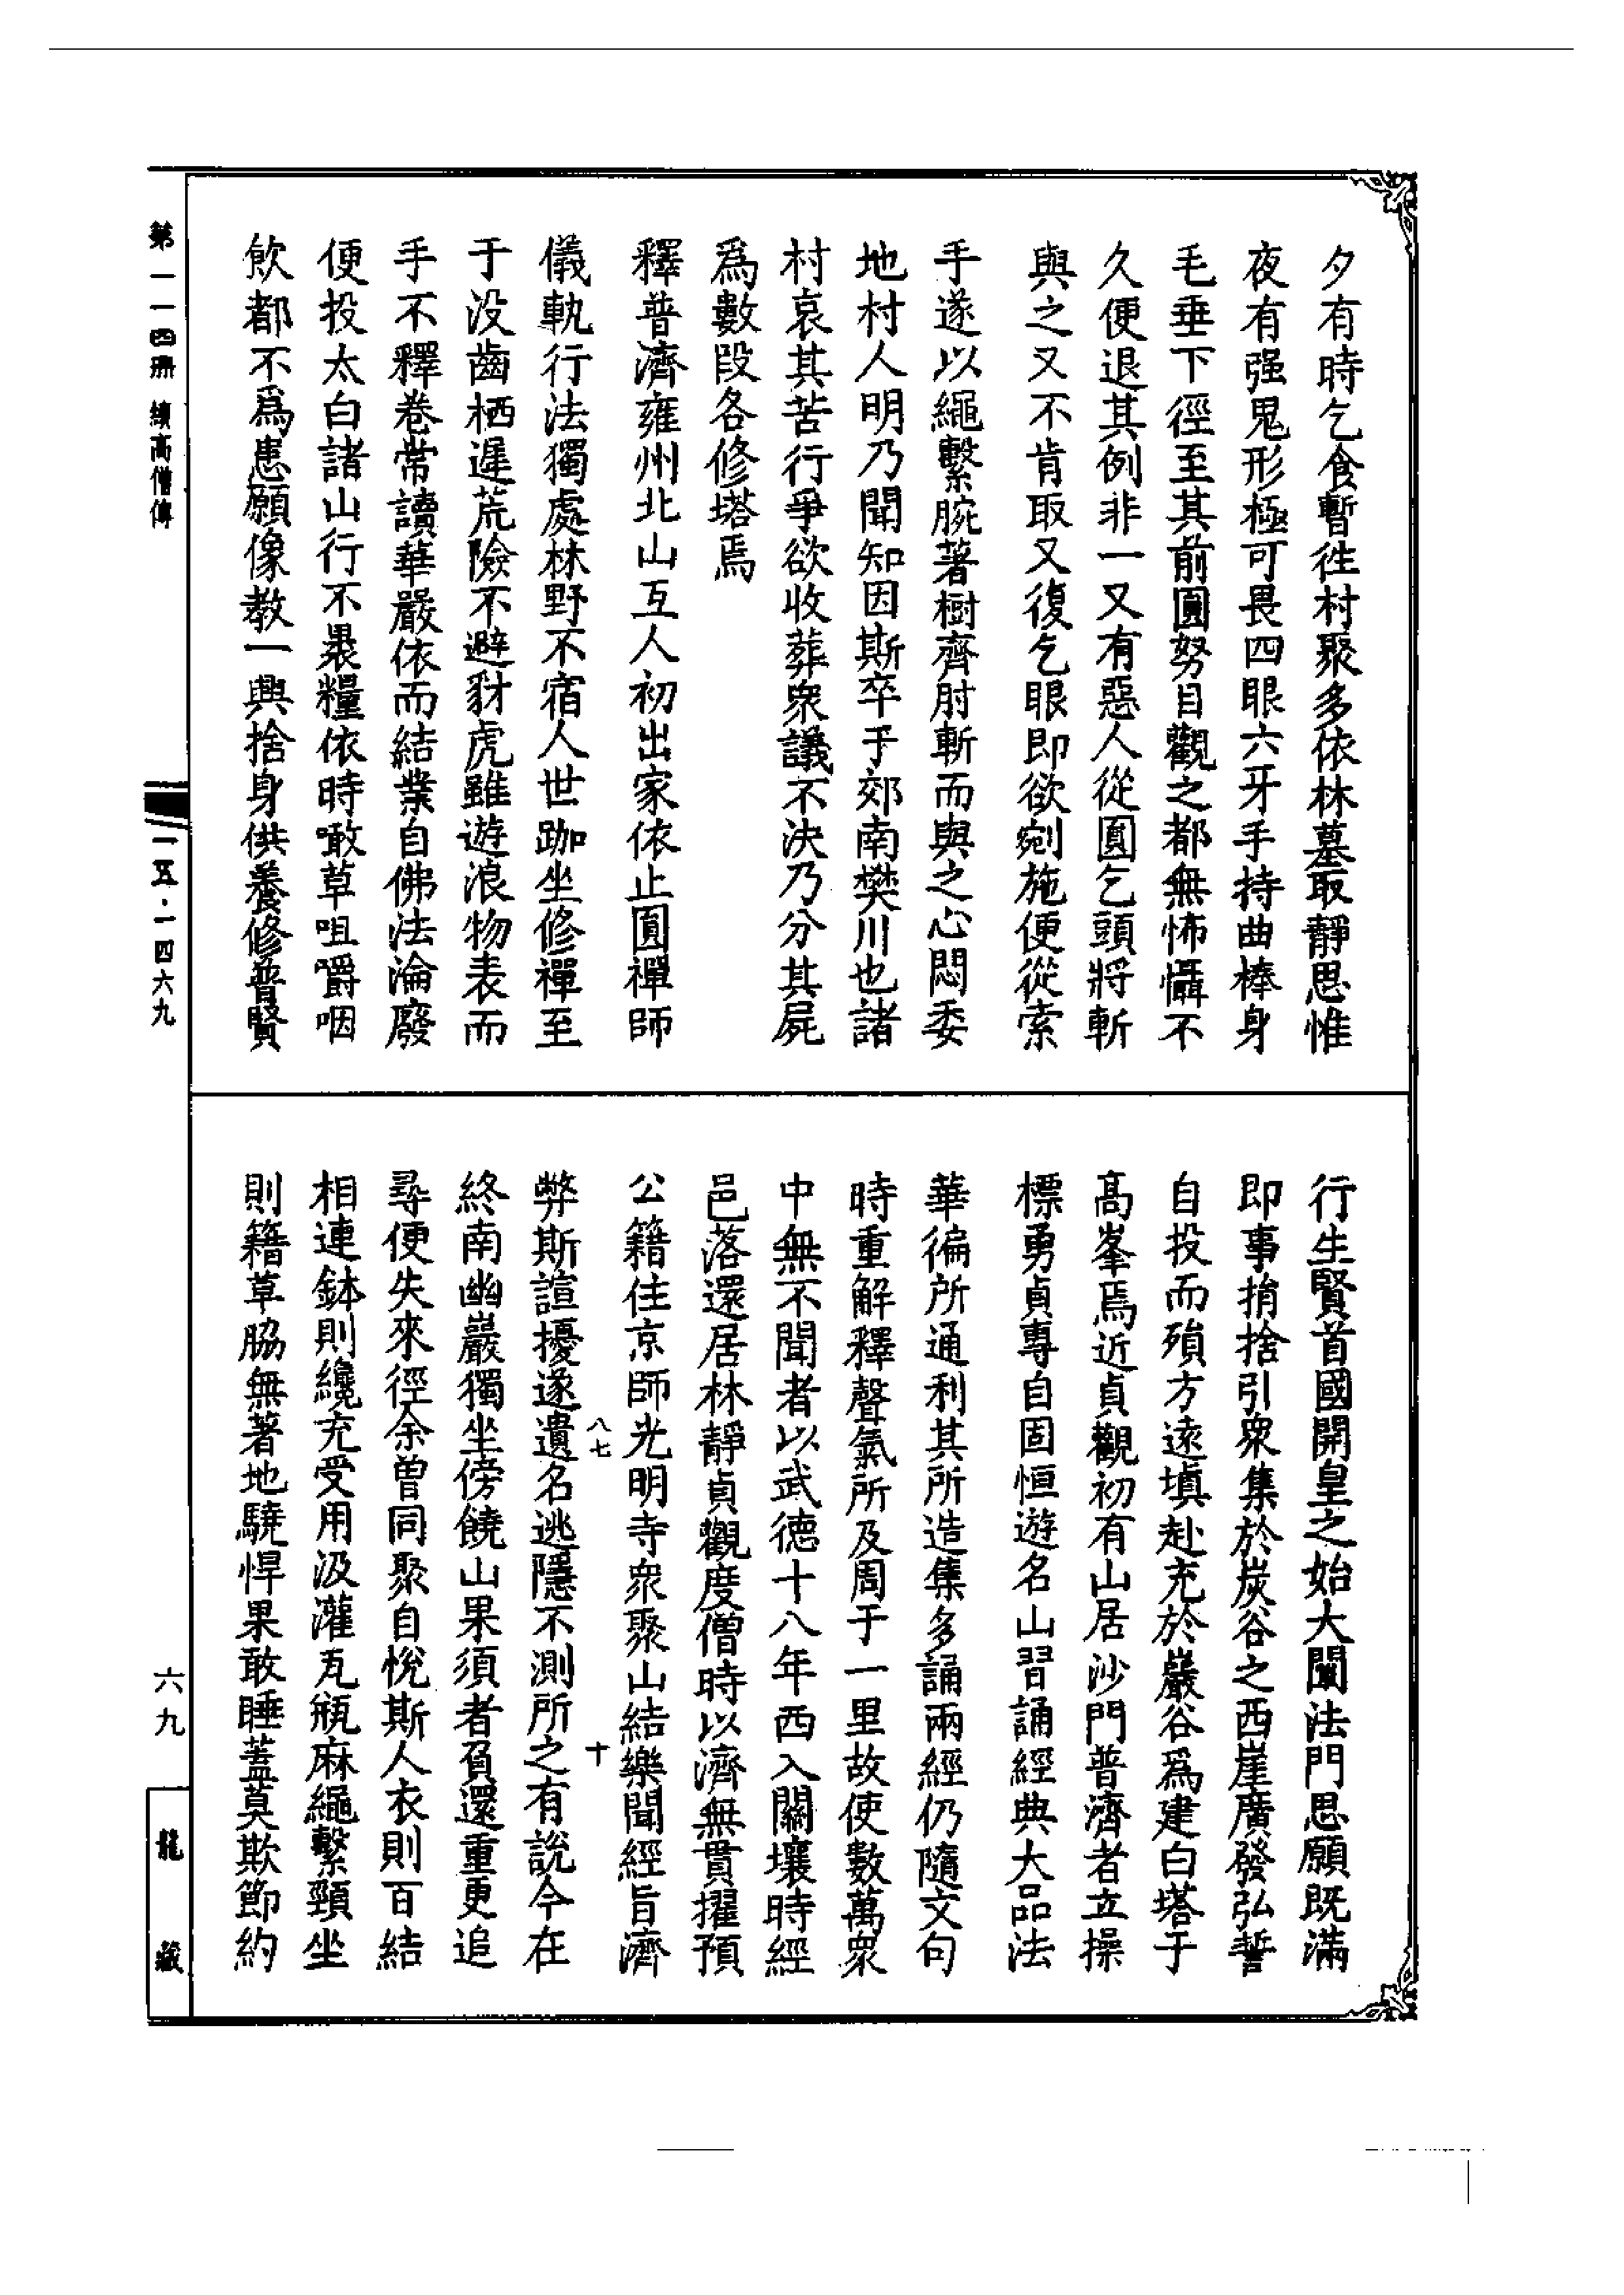 夕有時乞食暫往村聚多依林墓取靜思惟
夜有强鬼形極可畏四眼六牙手持曲棒身
毛垂下徑至其前圓努目觀之都無怖懾不
久便退其例非一又有惡人從圓乞頭將斬
與之又不肯取又復乞眼即欲剜施便從索
手遂以繩繫腕著樹齊肘斬而與之心悶委
地村人明乃聞知因斯卒于郊南樊川也諸
村哀其苦行爭欲收葬衆議不決乃分其屍
爲數段各修塔焉
釋普濟雍州北山互人初出家依止圓禪師
儀軌行法獨處林野不宿人世跏坐修禪至
于没齒栖遲荒險不避豺虎雖遊浪物表而
手不釋卷常讀華嚴依而結業自佛法淪廢
便投太白諸山行不裹糧依時噉草咀嚼咽
飲都不爲患願像教一興捨身供養修普賢
行生賢首國開皇之始大闡法門思願既滿
即事捎捨引衆集於炭谷之西崖廣發弘誓
自投而殞方遠塡赴充於巖谷爲建白塔于
髙峯焉近貞觀初有山居沙門普濟者立操
標勇貞專自固恒遊名山習誦經典大品法
華徧所通利其所造集多誦兩經仍隨文句
時重解釋聲氣所及周于一里故使數萬衆
中無不聞者以武德十八年西入關壤時經
邑落還居林靜貞觀度僧時以濟無貫擢預
公籍住京師光明寺衆聚山結樂聞經旨濟
弊斯諠擾遂遺名逃隱不測所之有説今在
八七 十
終南幽巖獨坐傍饒山果須者負還重更追
尋便失來徑余曾同聚自悅斯人衣則百結
相連鉢則纔充受用汲灌瓦瓶麻繩繫頸坐
則籍草脇無著地驍悍果敢睡蓋莫欺節約
第一一四冊 續高僧傳
一五·一四六九
六九
龍藏